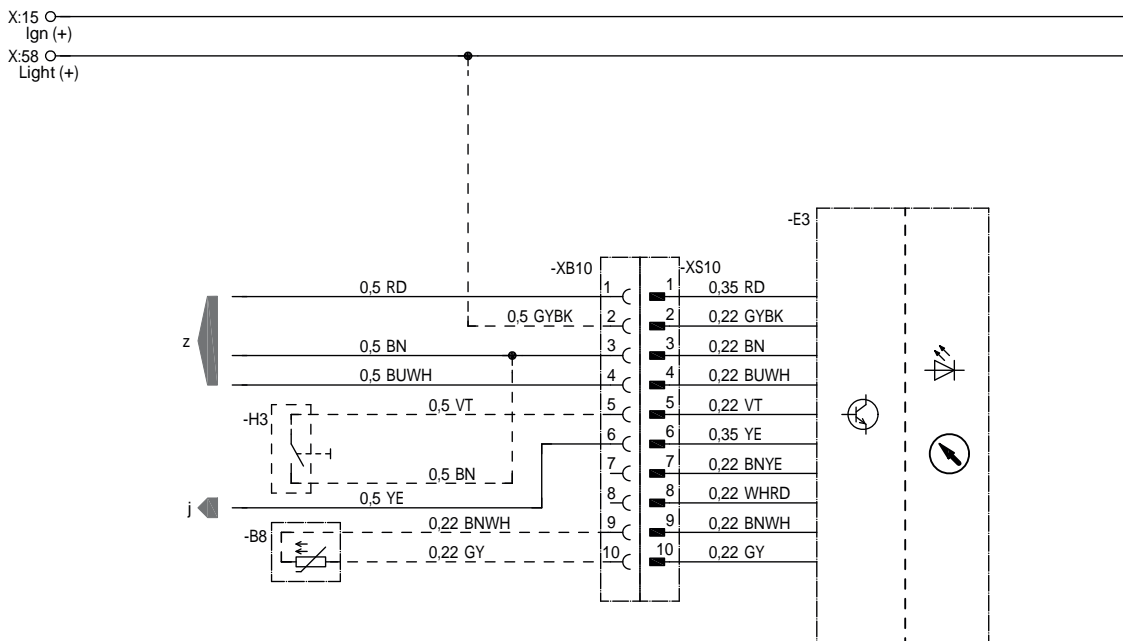 X:15
Ign (+)
X:58
Light (+)
-E3
-XB10 -XS10
0,5 RD 1 1 0,35 RD
0,5 GYBK 2 2 0,22 GYBK
z
0,5 BN 3 3 0,22 BN
0,5 BUWH 4 4 0,22 BUWH
-H3
0,5 VT 5 5 0,22 VT
6 6 0,35 YE
0,5 BN 7 7 0,22 BNYE
j
0,5 YE 8 8 0,22 WHRD
-B8
0,22 BNWH 9 9 0,22 BNWH
0,22 GY 10 10 0,22 GY